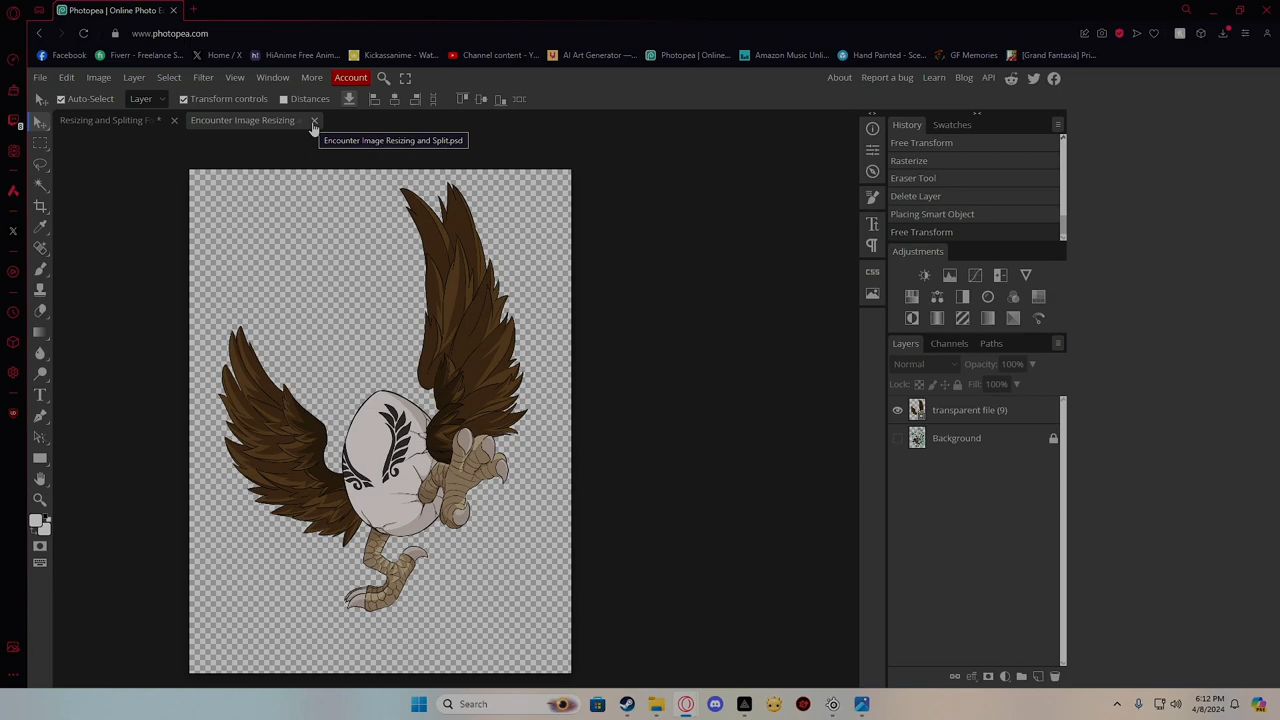 Photopea | Online Photo E
www.photopea.com
Facebook
Fiverr - Freelance S...
Home / X
HiAnime Free Anim...
Kickassanime - Wat...
Channel content - Y...
AI Art Generator —...
Photopea | Online...
Amazon Music Unlim...
Hand Painted - Sce...
GF Memories
[Grand Fantasia] Pri...
File Edit Image Layer Select Filter View Window More Account
About Report a bug Learn Blog API
Auto-Select Layer Transform controls Distances
Resizing and Spliting F
Encounter Image Resizing
Encounter Image Resizing and Split.psd
History Swatches
Free Transform
Rasterize
Eraser Tool
Delete Layer
Placing Smart Object
Free Transform
Adjustments
CSS
Layers Channels Paths
Normal Opacity: 100%
Lock: Fill: 100%
transparent file (9)
Background
eff
Search
6:12 PM
4/8/2024